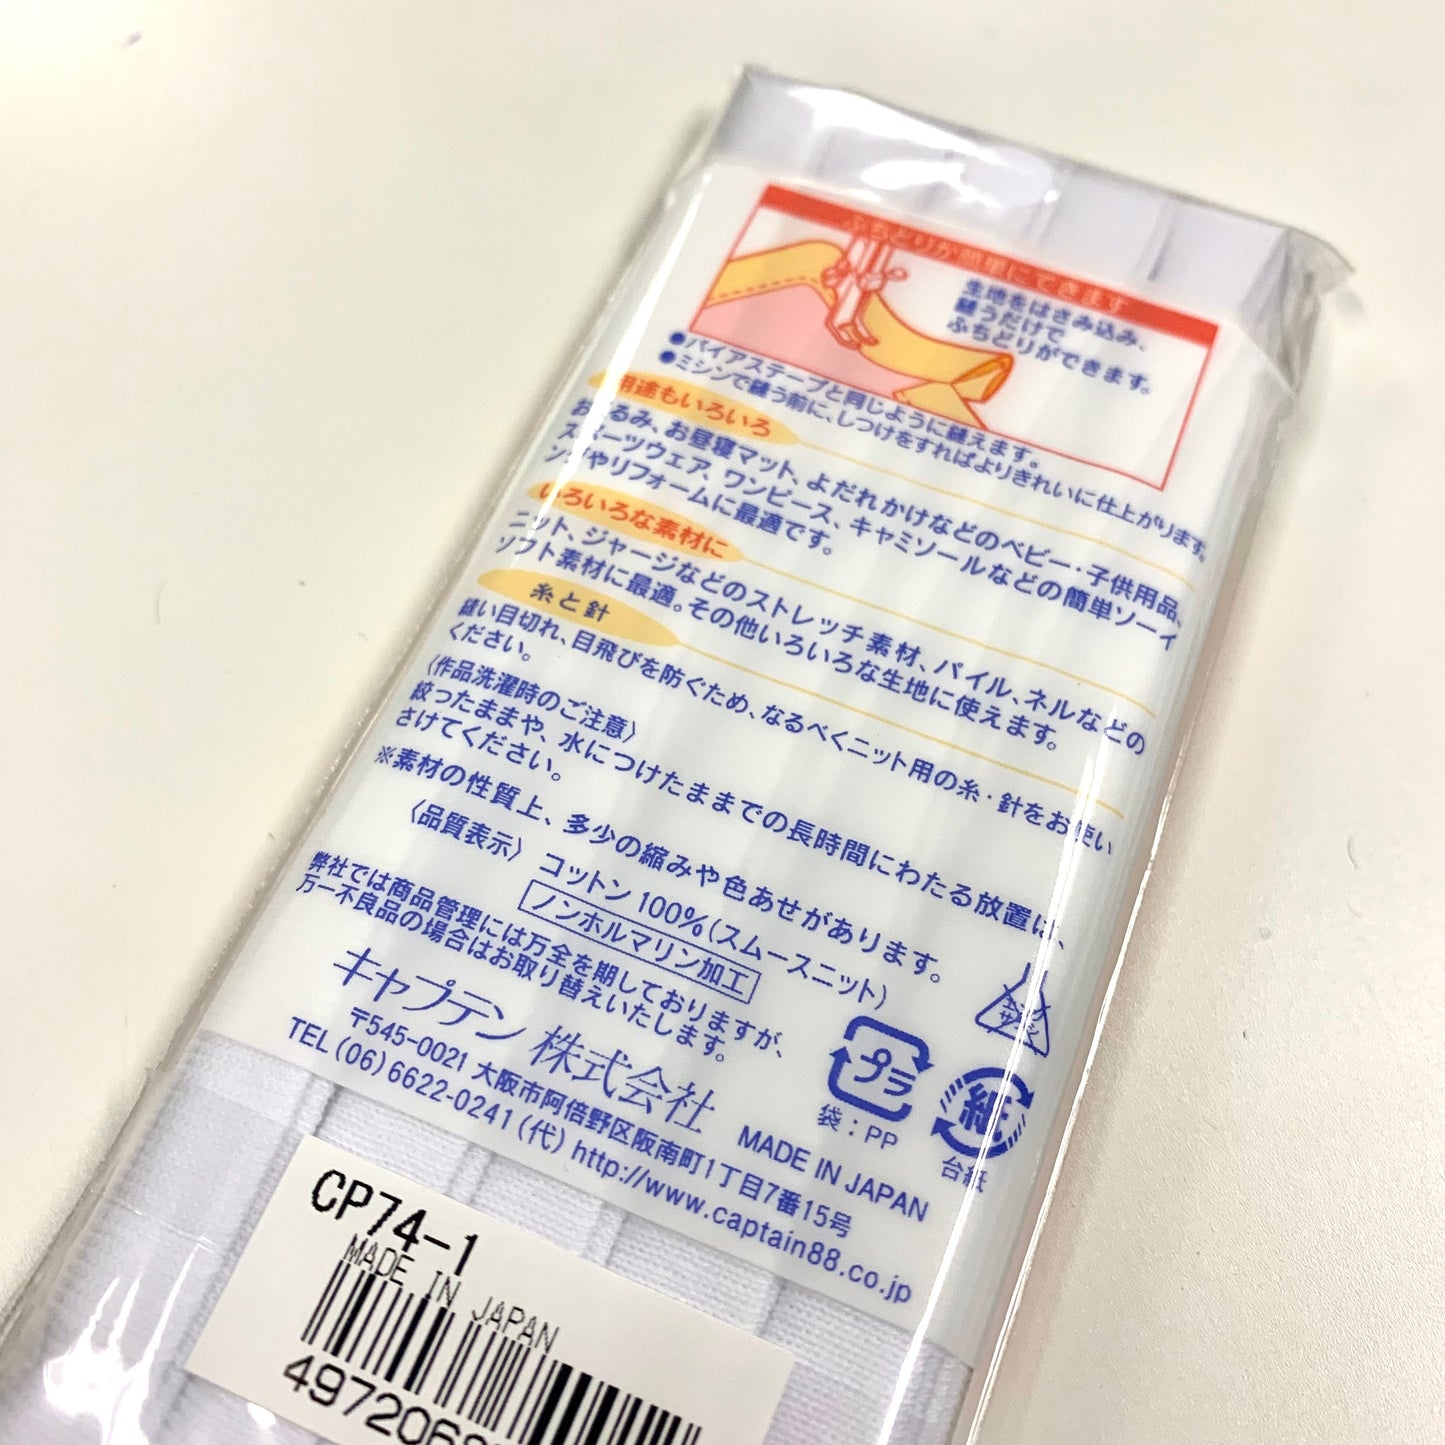 ふちどりが簡単にできます
生地をはさみ込み、
縫うだけで
ふちどりができます。
●バイアステープと同じように縫えます。
●ミシンで縫う前に、しつけをすればよりきれいに仕上がります。
用途もいろいろ
おくるみ、お昼寝マット、よだれかけなどのベビー・子供用品、
スポーツウェア、ワンピース、キャミソールなどの簡単ソーイ
ングやリフォームに最適です。
いろいろな素材に
ニット、ジャージなどのストレッチ素材、パイル、ネルなどの
ソフト素材に最適。その他いろいろな生地に使えます。
糸と針
縫い目切れ、目飛びを防ぐため、なるべくニット用の糸・針をお使い
ください。
〈作品洗濯時のご注意〉
絞ったままや、水につけたままでの長時間にわたる放置は、
さけてください。
※素材の性質上、多少の縮みや色あせがあります。
〈品質表示〉 コットン100%(スムースニット)
ノンホルマリン加工
弊社では商品管理には万全を期しておりますが、
万一不良品の場合はお取り替えいたします。
キャプテン株式会社
〒545-0021 大阪市阿倍野区阪南町1丁目7番15号
TEL(06)6622-0241(代) http://www.captain88.co.jp
プラ
袋:PP
紙
台紙
MADE IN JAPAN
CP74-1
MADE IN JAPAN